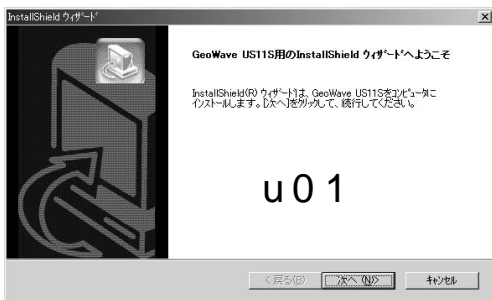 InstallShield ウィザード
GeoWave US11S用のInstallShield ウィザードへようこそ
InstallShield(R) ウィザードは、GeoWave US11Sをコンピュータに
インストールします。[次へ]をクリックして、続行してください。
u01
< 戻る(B)
次へ (N)>
キャンセル